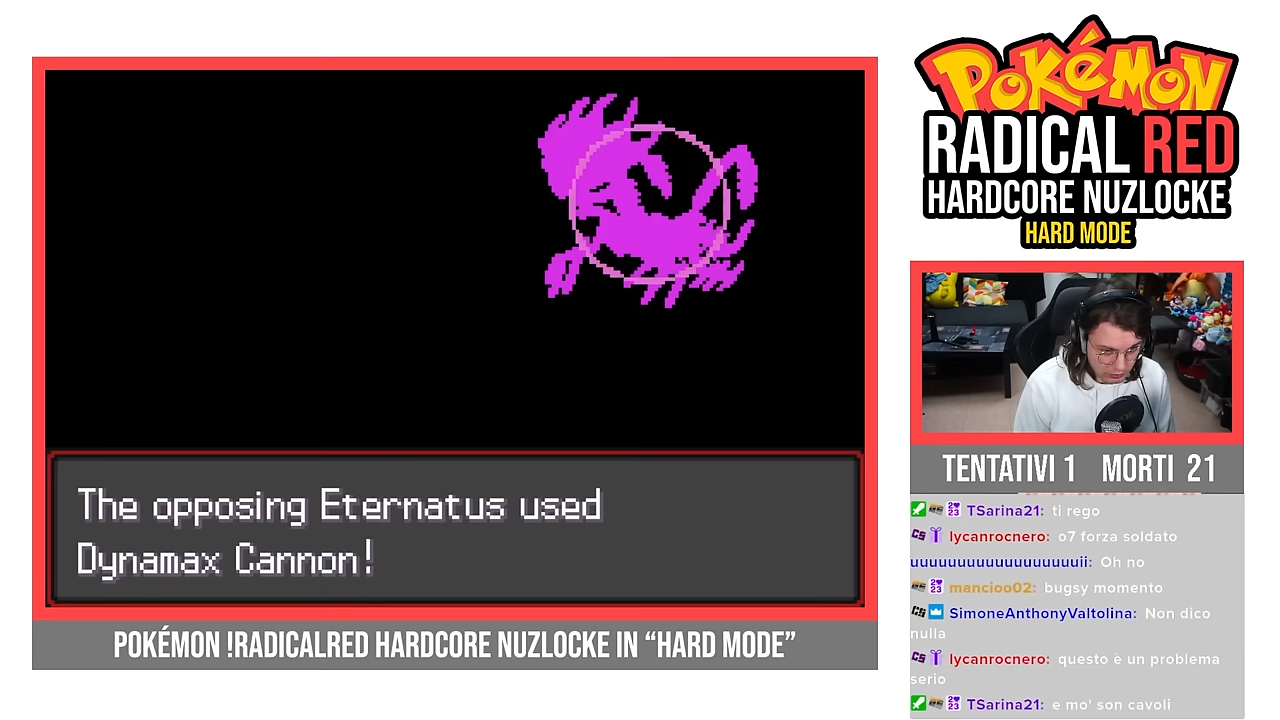 The opposing Eternatus used
Dynamax Cannon!
POKÉMON !RADICALRED HARDCORE NUZLOCKE IN “HARD MODE”
POKÉMON
RADICAL RED
HARDCORE NUZLOCKE
HARD MODE
TENTATIVI 1 MORTI 21
TSarina21: ti rego
lycanrocnero: o7 forza soldato
uuuuuuuuuuuuuuuuuuii: Oh no
mancioo02: bugsy momento
SimoneAnthonyValtolina: Non dico
nulla
lycanrocnero: questo è un problema
serio
TSarina21: e mo' son cavoli